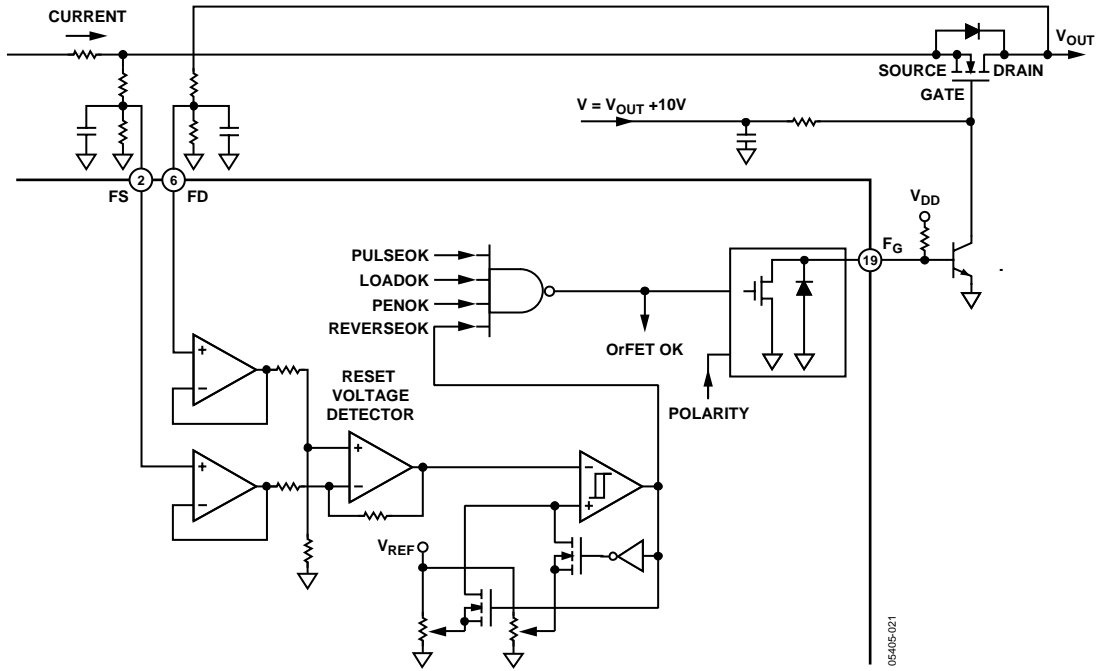 CURRENT
VOUT
SOURCE
DRAIN
GATE
V = VOUT +10V
2
6
FS
FD
VDD
FG
19
PULSEOK
LOADOK
PENOK
REVERSEOK
OrFET OK
POLARITY
RESET
VOLTAGE
DETECTOR
+
−
+
−
+
−
−
+
VREF
05405-021